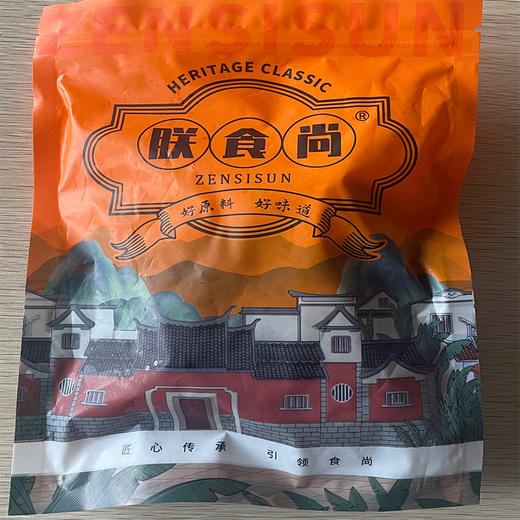 ZENSISUN
HERITAGE CLASSIC
朕食尚®
ZENSISUN
好原料 好味道
匠心传承 引领食尚